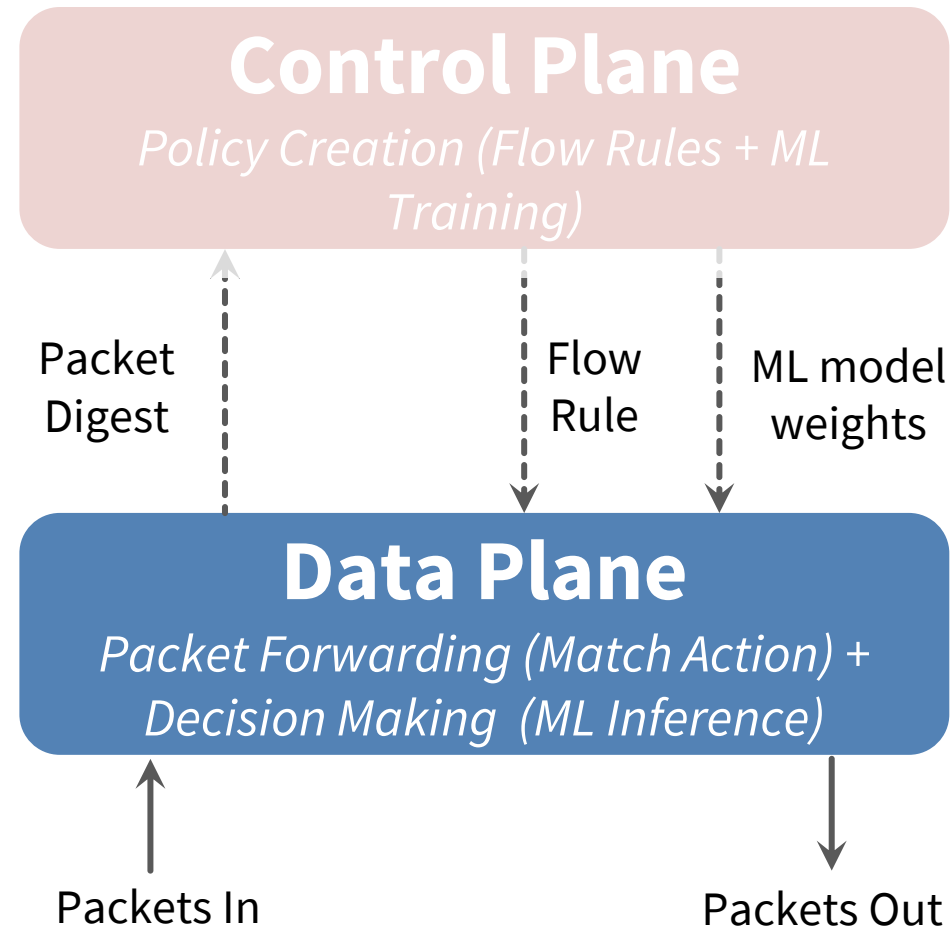 Control Plane
Policy Creation (Flow Rules + ML
Training)
Packet
Digest
Flow
Rule
ML model
weights
Data Plane
Packet Forwarding (Match Action) +
Decision Making (ML Inference)
Packets In
Packets Out